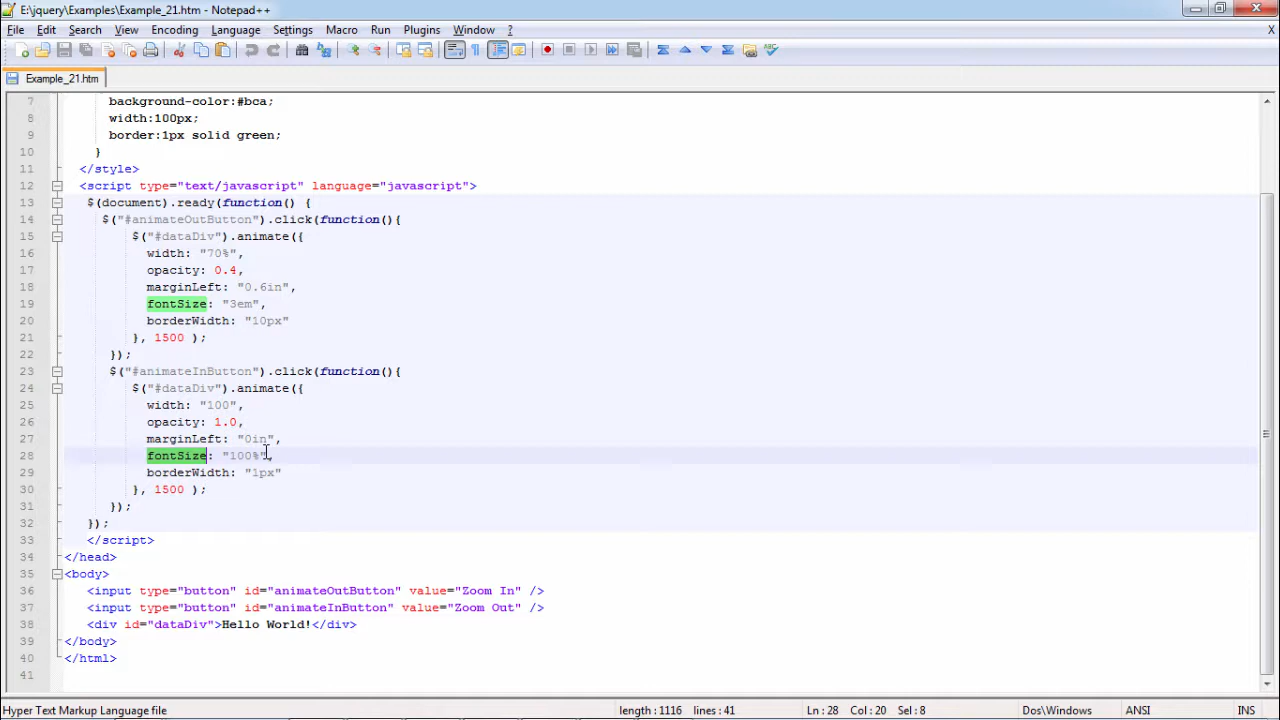 E:\jquery\Examples\Example_21.htm - Notepad++
File Edit Search View Encoding Language Settings Macro Run Plugins Window ? X
Example_21.htm
7 background-color:#bca;
8 width:100px;
9 border:1px solid green;
10 }
11 </style>
12 <script type="text/javascript" language="javascript">
13 $(document).ready(function() {
14 $("#animateOutButton").click(function(){
15 $("#dataDiv").animate({
16 width: "70%",
17 opacity: 0.4,
18 marginLeft: "0.6in",
19 fontSize: "3em",
20 borderWidth: "10px"
21 }, 1500 );
22 });
23 $("#animateInButton").click(function(){
24 $("#dataDiv").animate({
25 width: "100",
26 opacity: 1.0,
27 marginLeft: "0in",
28 fontSize: "100%",
29 borderWidth: "1px"
30 }, 1500 );
31 });
32 });
33 </script>
34 </head>
35 <body>
36 <input type="button" id="animateOutButton" value="Zoom In" />
37 <input type="button" id="animateInButton" value="Zoom Out" />
38 <div id="dataDiv">Hello World!</div>
39 </body>
40 </html>
41
Hyper Text Markup Language file length : 1116 lines : 41 Ln : 28 Col : 20 Sel : 8 Dos\Windows ANSI INS